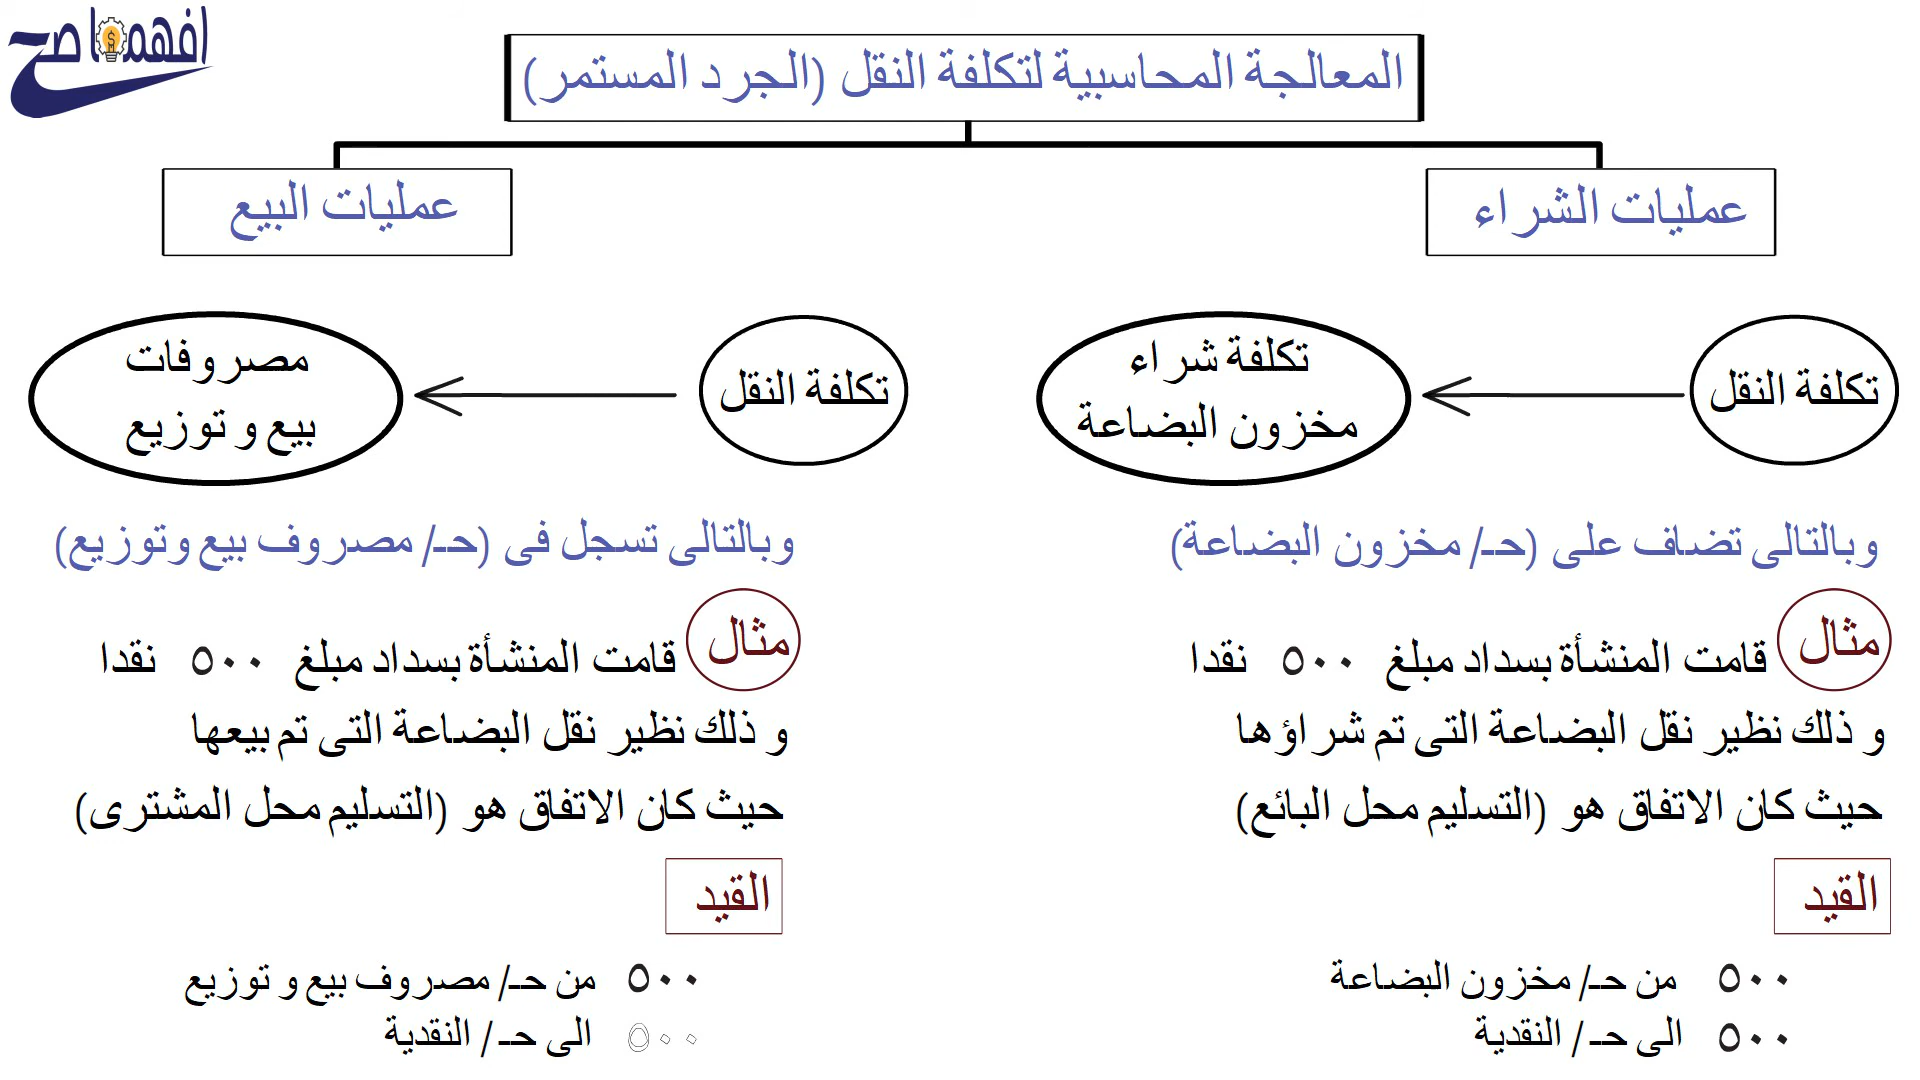 افهمها صح
المعالجة المحاسبية لتكلفة النقل (الجرد المستمر)
عمليات الشراء
تكلفة النقل
تكلفة شراء
مخزون البضاعة
وبالتالى تضاف على (حـ/ مخزون البضاعة)
مثال
قامت المنشأة بسداد مبلغ ٥٠٠ نقدا
و ذلك نظير نقل البضاعة التى تم شراؤها
حيث كان الاتفاق هو (التسليم محل البائع)
القيد
٥٠٠ من حـ/ مخزون البضاعة
٥٠٠ الى حـ / النقدية
عمليات البيع
تكلفة النقل
مصروفات
بيع و توزيع
وبالتالى تسجل فى (حـ/ مصروف بيع وتوزيع)
مثال
قامت المنشأة بسداد مبلغ ٥٠٠ نقدا
و ذلك نظير نقل البضاعة التى تم بيعها
حيث كان الاتفاق هو (التسليم محل المشترى)
القيد
٥٠٠ من حـ/ مصروف بيع و توزيع
٥٠٠ الى حـ / النقدية